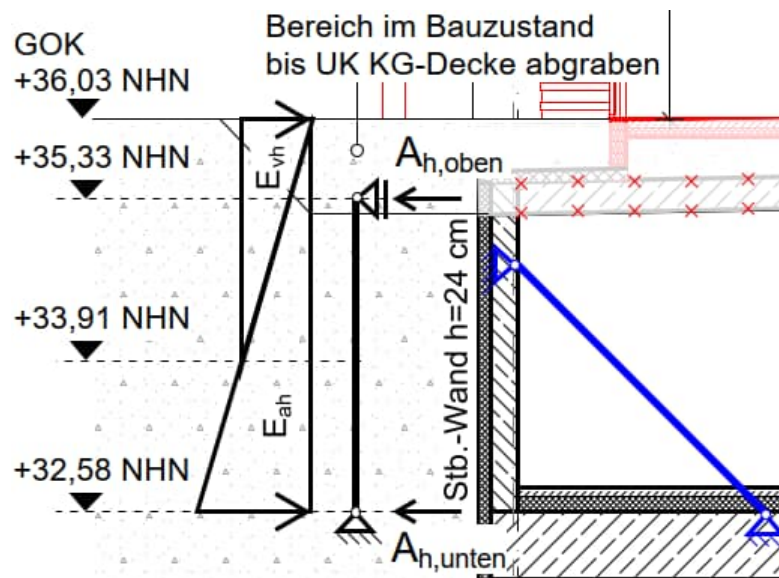 Bereich im Bauzustand
bis UK KG-Decke abgraben
GOK
+36,03 NHN
+35,33 NHN
+33,91 NHN
+32,58 NHN
Evh
Eah
Ah,oben
Ah,unten
Stb.-Wand h=24 cm